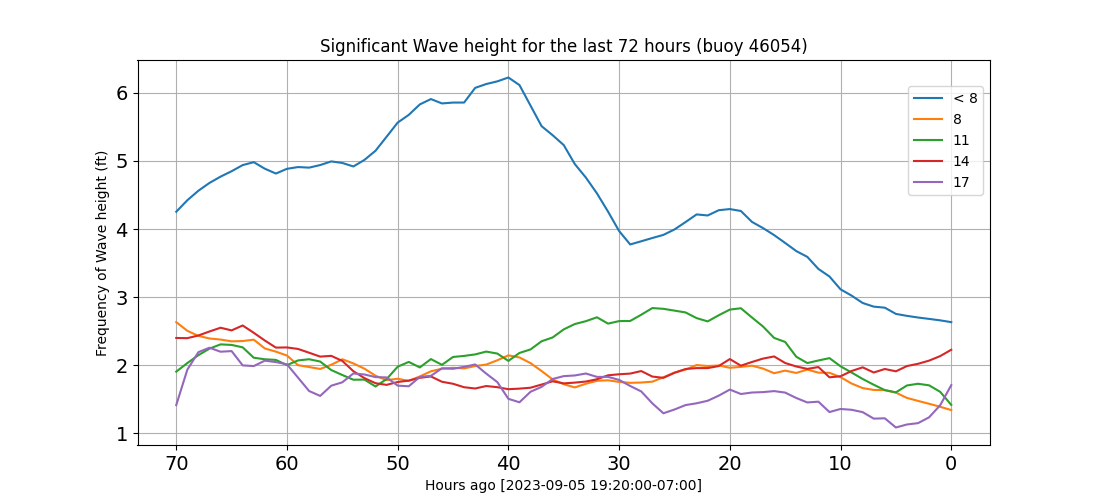 Significant Wave height for the last 72 hours (buoy 46054)
Frequency of Wave height (ft)
6
5
4
3
2
1
< 8
8
11
14
17
70 60 50 40 30 20 10 0
Hours ago [2023-09-05 19:20:00-07:00]